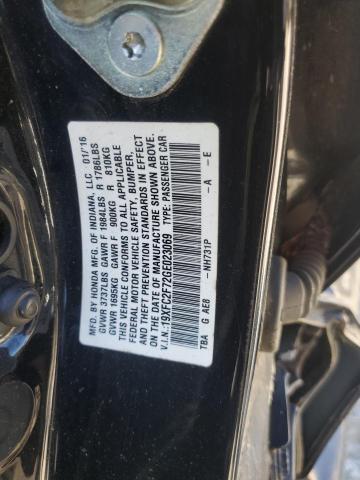 MFD. BY HONDA MFG. OF INDIANA, LLC 01/16
GVWR 3737LBS GAWR F 1984LBS R 1786LBS
GVWR 1695KG GAWR F 900KG R 810KG
THIS VEHICLE CONFORMS TO ALL APPLICABLE
FEDERAL MOTOR VEHICLE SAFETY, BUMPER,
AND THEFT PREVENTION STANDARDS IN EFFECT
ON THE DATE OF MANUFACTURE SHOWN ABOVE.
V.I.N.:19XFC2F72GE023069 TYPE: PASSENGER CAR
TBA G AE8 -NH731P -A -E